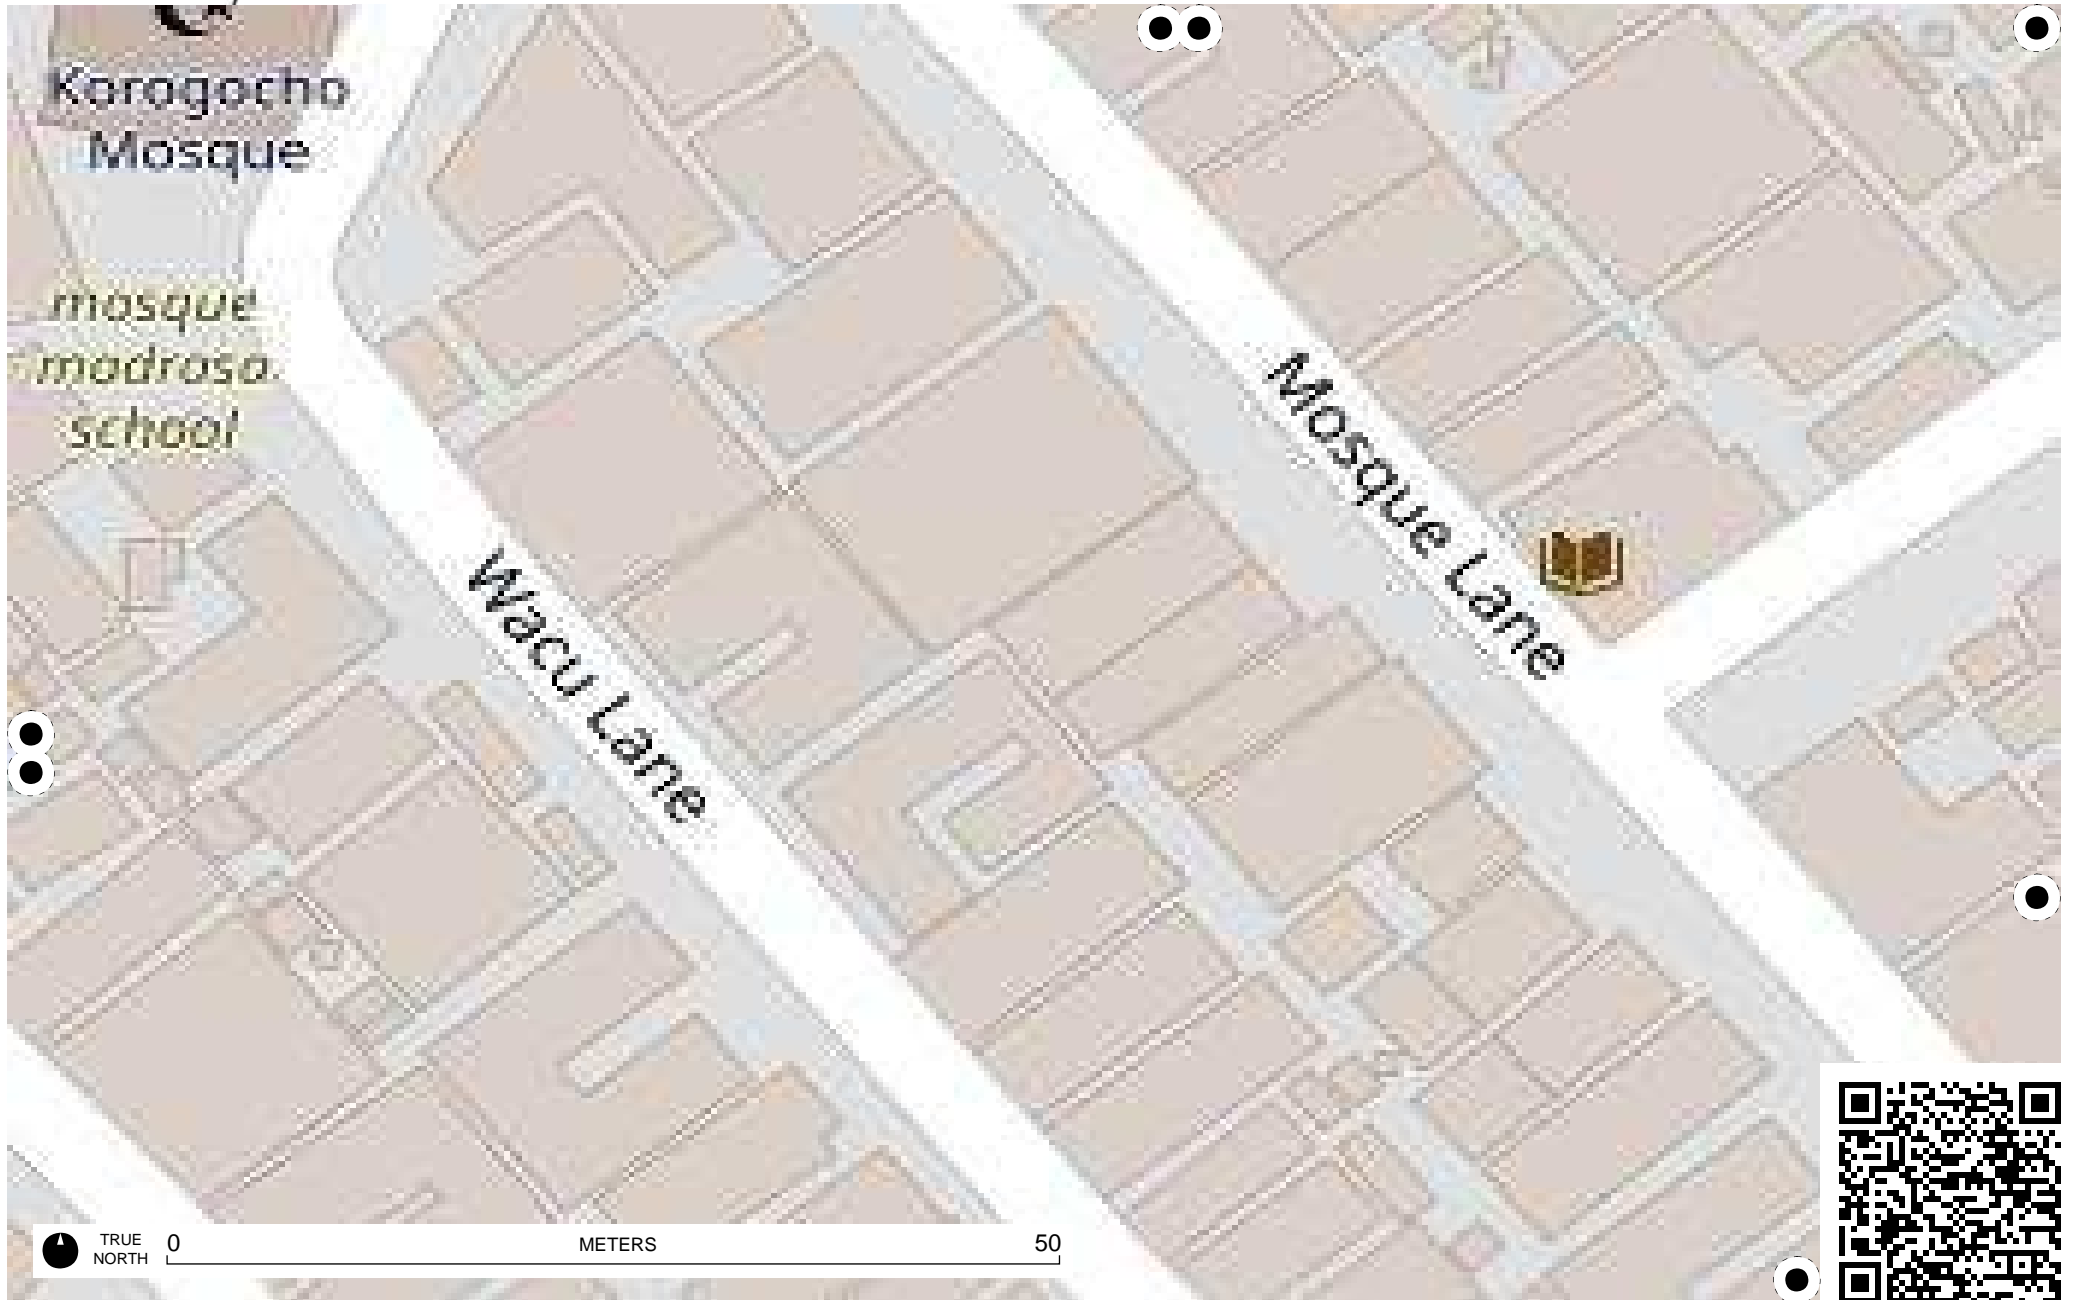 Korogocho
Mosque
mosque
madrasa
school
Mosque Lane
Wacu Lane
TRUE
NORTH
0
METERS
50